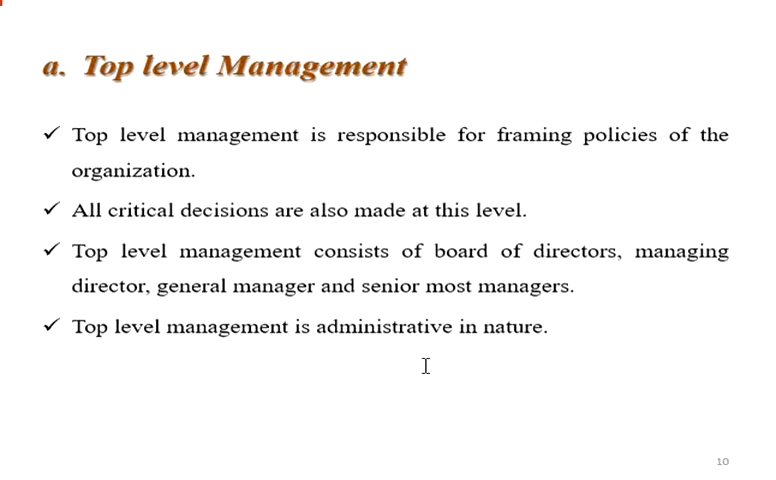 a. Top level Management
✓ Top level management is responsible for framing policies of the
organization.
✓ All critical decisions are also made at this level.
✓ Top level management consists of board of directors, managing
director, general manager and senior most managers.
✓ Top level management is administrative in nature.
10